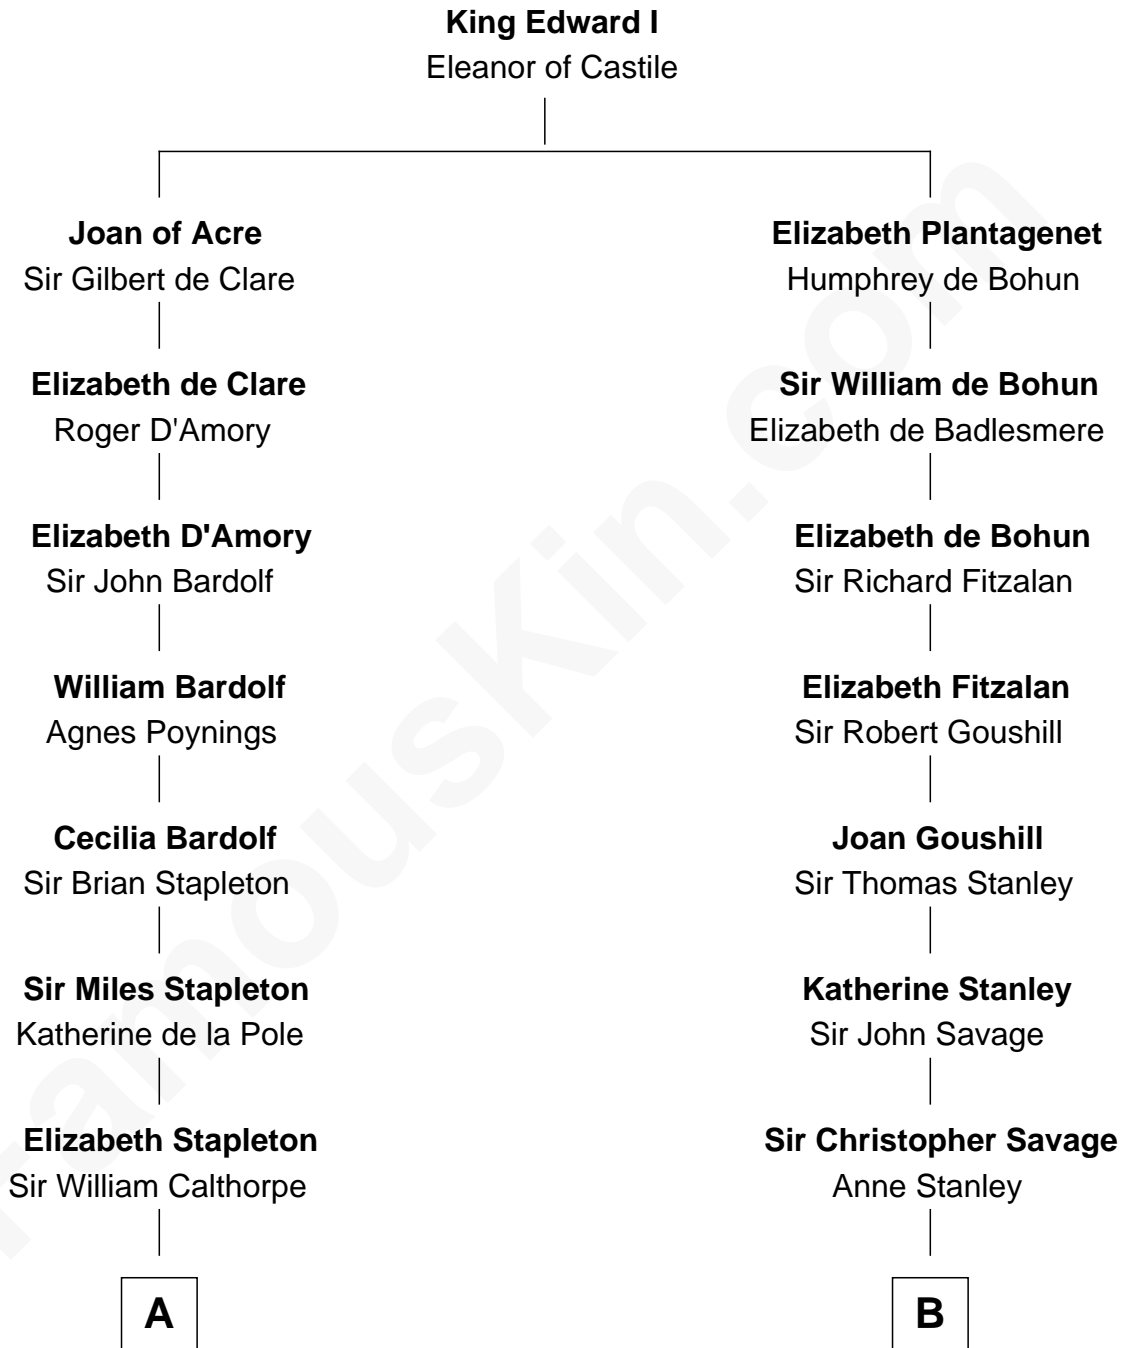 King Edward I
Eleanor of Castile
Joan of Acre
Sir Gilbert de Clare
Elizabeth Plantagenet
Humphrey de Bohun
Elizabeth de Clare
Roger D'Amory
Sir William de Bohun
Elizabeth de Badlesmere
Elizabeth D'Amory
Sir John Bardolf
Elizabeth de Bohun
Sir Richard Fitzalan
William Bardolf
Agnes Poynings
Elizabeth Fitzalan
Sir Robert Goushill
Cecilia Bardolf
Sir Brian Stapleton
Joan Goushill
Sir Thomas Stanley
Sir Miles Stapleton
Katherine de la Pole
Katherine Stanley
Sir John Savage
Elizabeth Stapleton
Sir William Calthorpe
Sir Christopher Savage
Anne Stanley
A
B
FamousKin.com